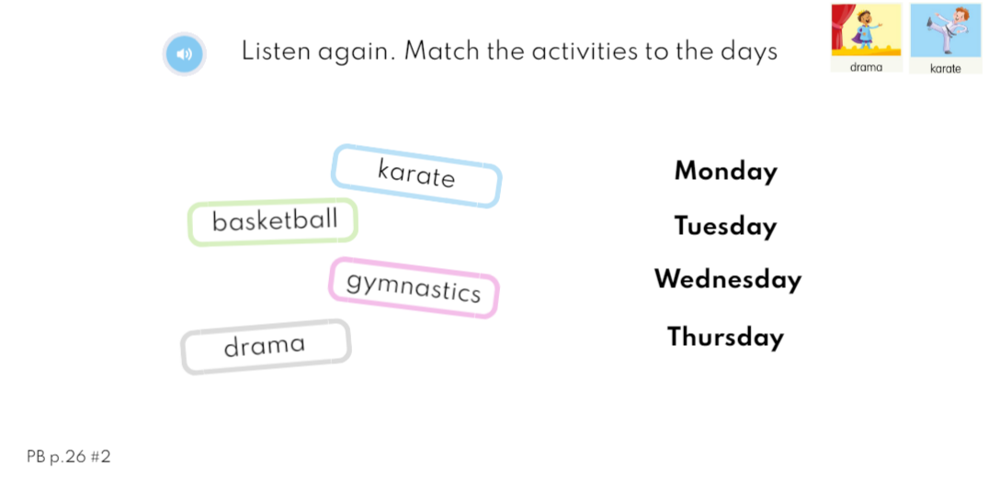 Listen again. Match the activities to the days
drama
karate
karate
basketball
gymnastics
drama
Monday
Tuesday
Wednesday
Thursday
PB p.26 #2